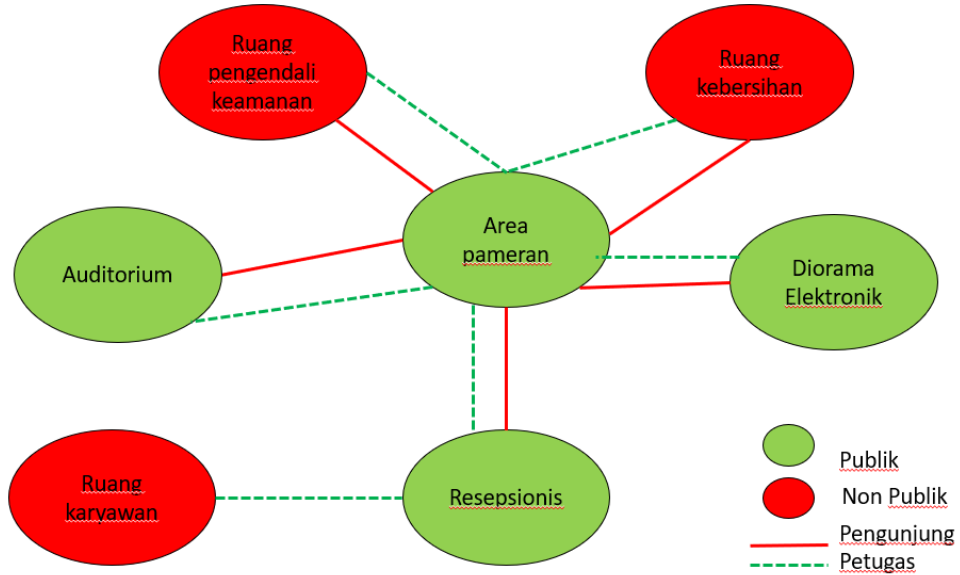 Ruang
pengendali
keamanan
Ruang
kebersihan
Area
pameran
Auditorium
Diorama
Elektronik
Ruang
karyawan
Resepsionis
Publik
Non Publik
Pengunjung
Petugas